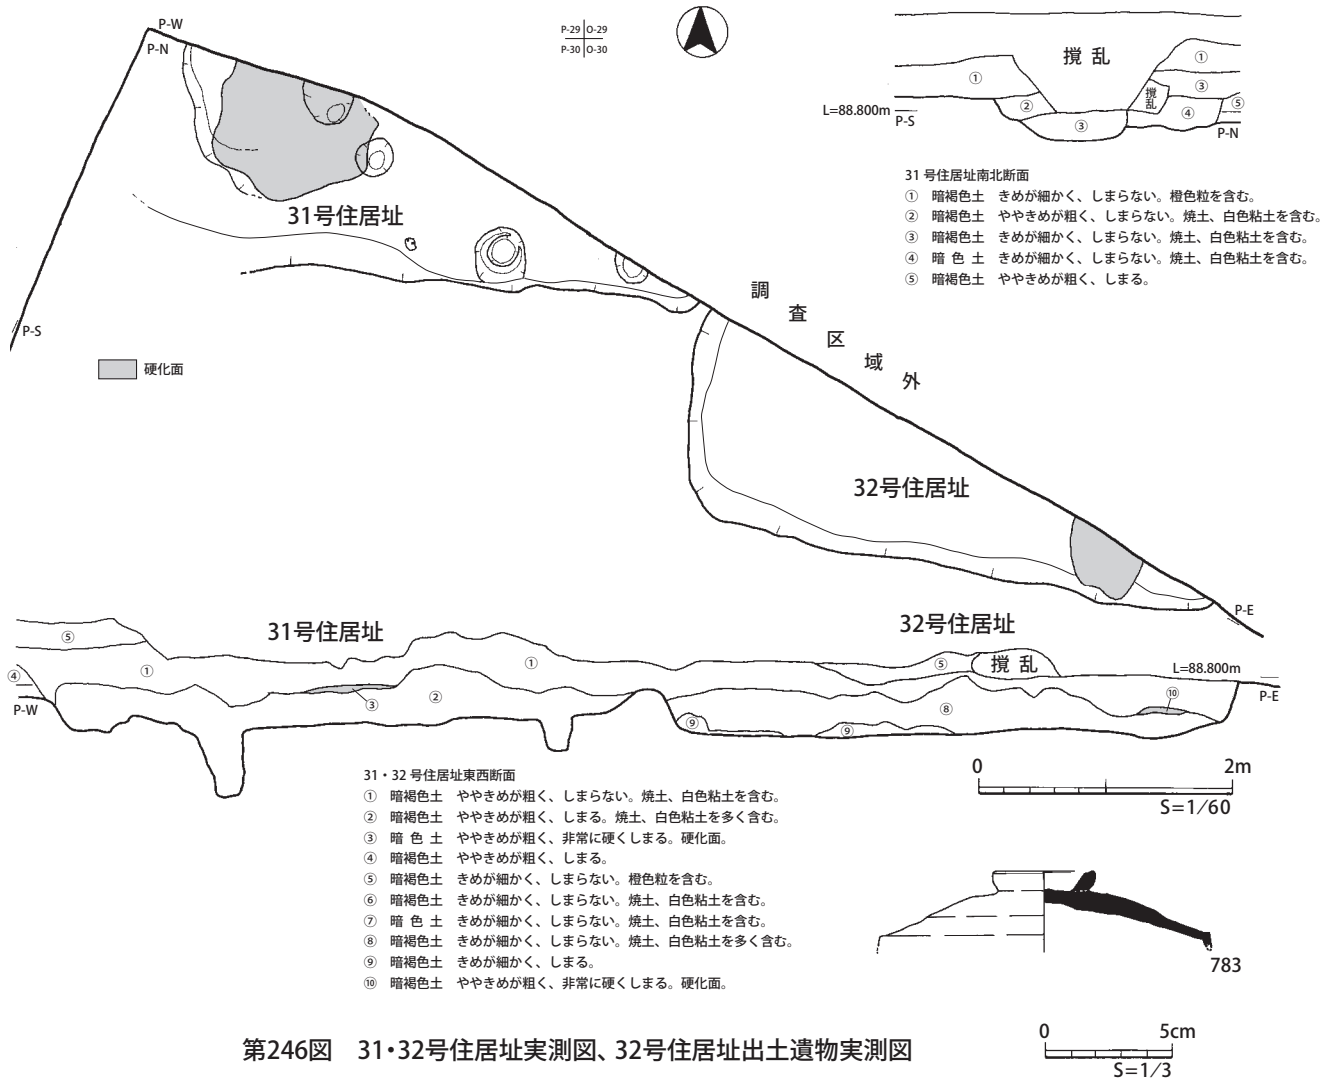 P-W
P-N
P-29 O-29
P-30 O-30
撹 乱
①
①
撹乱
③
②
④
⑤
③
L=88.800m
P-S
P-N
31号住居址
31 号住居址南北断面
① 暗褐色土 きめが細かく、しまらない。橙色粒を含む。
② 暗褐色土 ややきめが粗く、しまらない。焼土、白色粘土を含む。
③ 暗褐色土 きめが細かく、しまらない。焼土、白色粘土を含む。
④ 暗 色 土 きめが細かく、しまらない。焼土、白色粘土を含む。
⑤ 暗褐色土 ややきめが粗く、しまる。
P-S
調査区域外
硬化面
32号住居址
P-E
31号住居址
32号住居址
⑤
①
④
①
⑤
撹 乱
L=88.800m
P-W
③
②
⑨
⑨
⑧
⑩
P-E
31・32 号住居址東西断面
① 暗褐色土 ややきめが粗く、しまらない。焼土、白色粘土を含む。
② 暗褐色土 ややきめが粗く、しまる。焼土、白色粘土を多く含む。
③ 暗 色 土 ややきめが粗く、非常に硬くしまる。硬化面。
④ 暗褐色土 ややきめが粗く、しまる。
⑤ 暗褐色土 きめが細かく、しまらない。橙色粒を含む。
⑥ 暗褐色土 きめが細かく、しまらない。焼土、白色粘土を含む。
⑦ 暗 色 土 きめが細かく、しまらない。焼土、白色粘土を含む。
⑧ 暗褐色土 きめが細かく、しまらない。焼土、白色粘土を多く含む。
⑨ 暗褐色土 きめが細かく、しまる。
⑩ 暗褐色土 ややきめが粗く、非常に硬くしまる。硬化面。
0 2m
S=1/60
783
第246図 31・32号住居址実測図、32号住居址出土遺物実測図
0 5cm
S=1/3